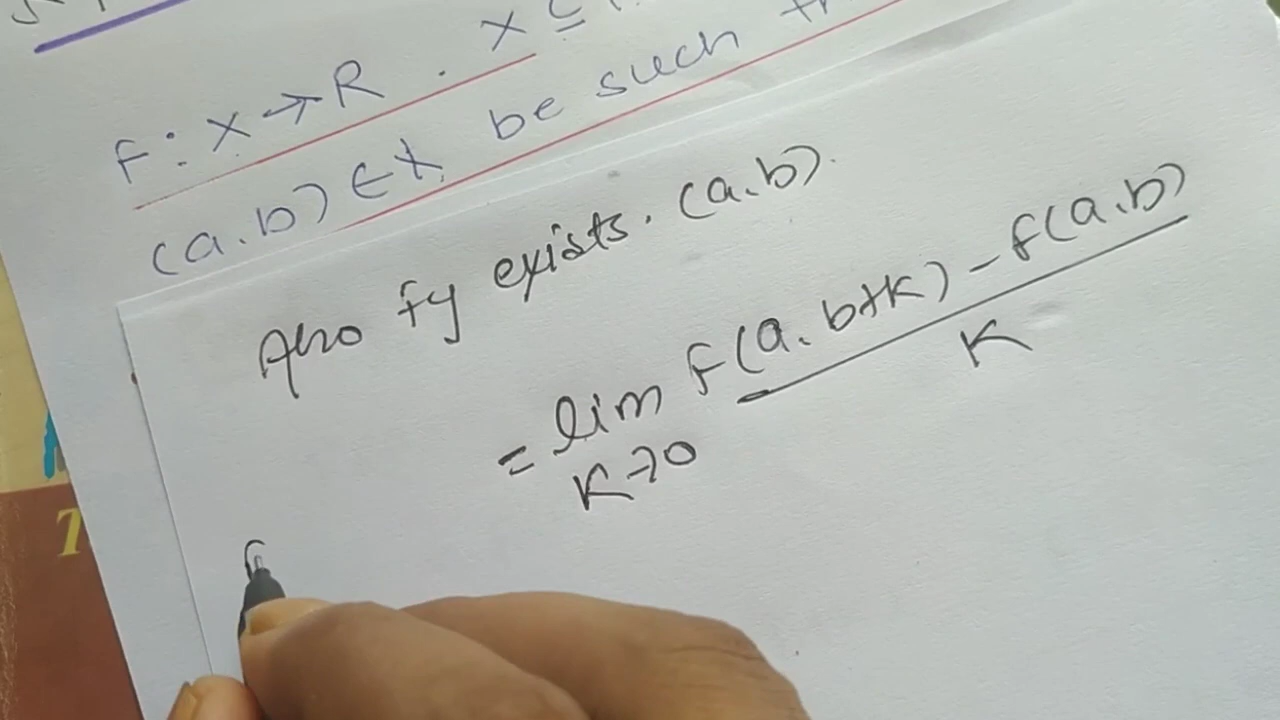 F: X → R . X ⊆
(a.b) ∈ X be such
Also fy exists. (a.b).
= lim F(a. b+K) - f(a.b)
K→0 K
T